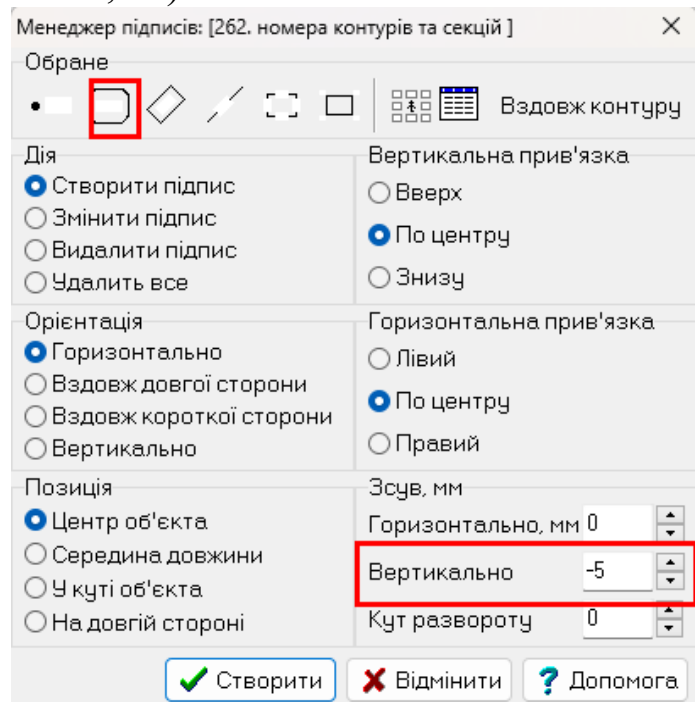 Менеджер підписів: [262. номера контурів та секцій ]
Обране
Вздовж контуру
Дія
Створити підпис
Змінити підпис
Видалити підпис
Удалить все
Вертикальна прив'язка
Вверх
По центру
Знизу
Орієнтація
Горизонтально
Вздовж довгої сторони
Вздовж короткої сторони
Вертикально
Горизонтальна прив'язка
Лівий
По центру
Правий
Позиція
Центр об'єкта
Середина довжини
У куті об'єкта
На довгій стороні
Зсув, мм
Горизонтально, мм 0
Вертикально -5
Кут развороту 0
Створити
Відмінити
? Допомога